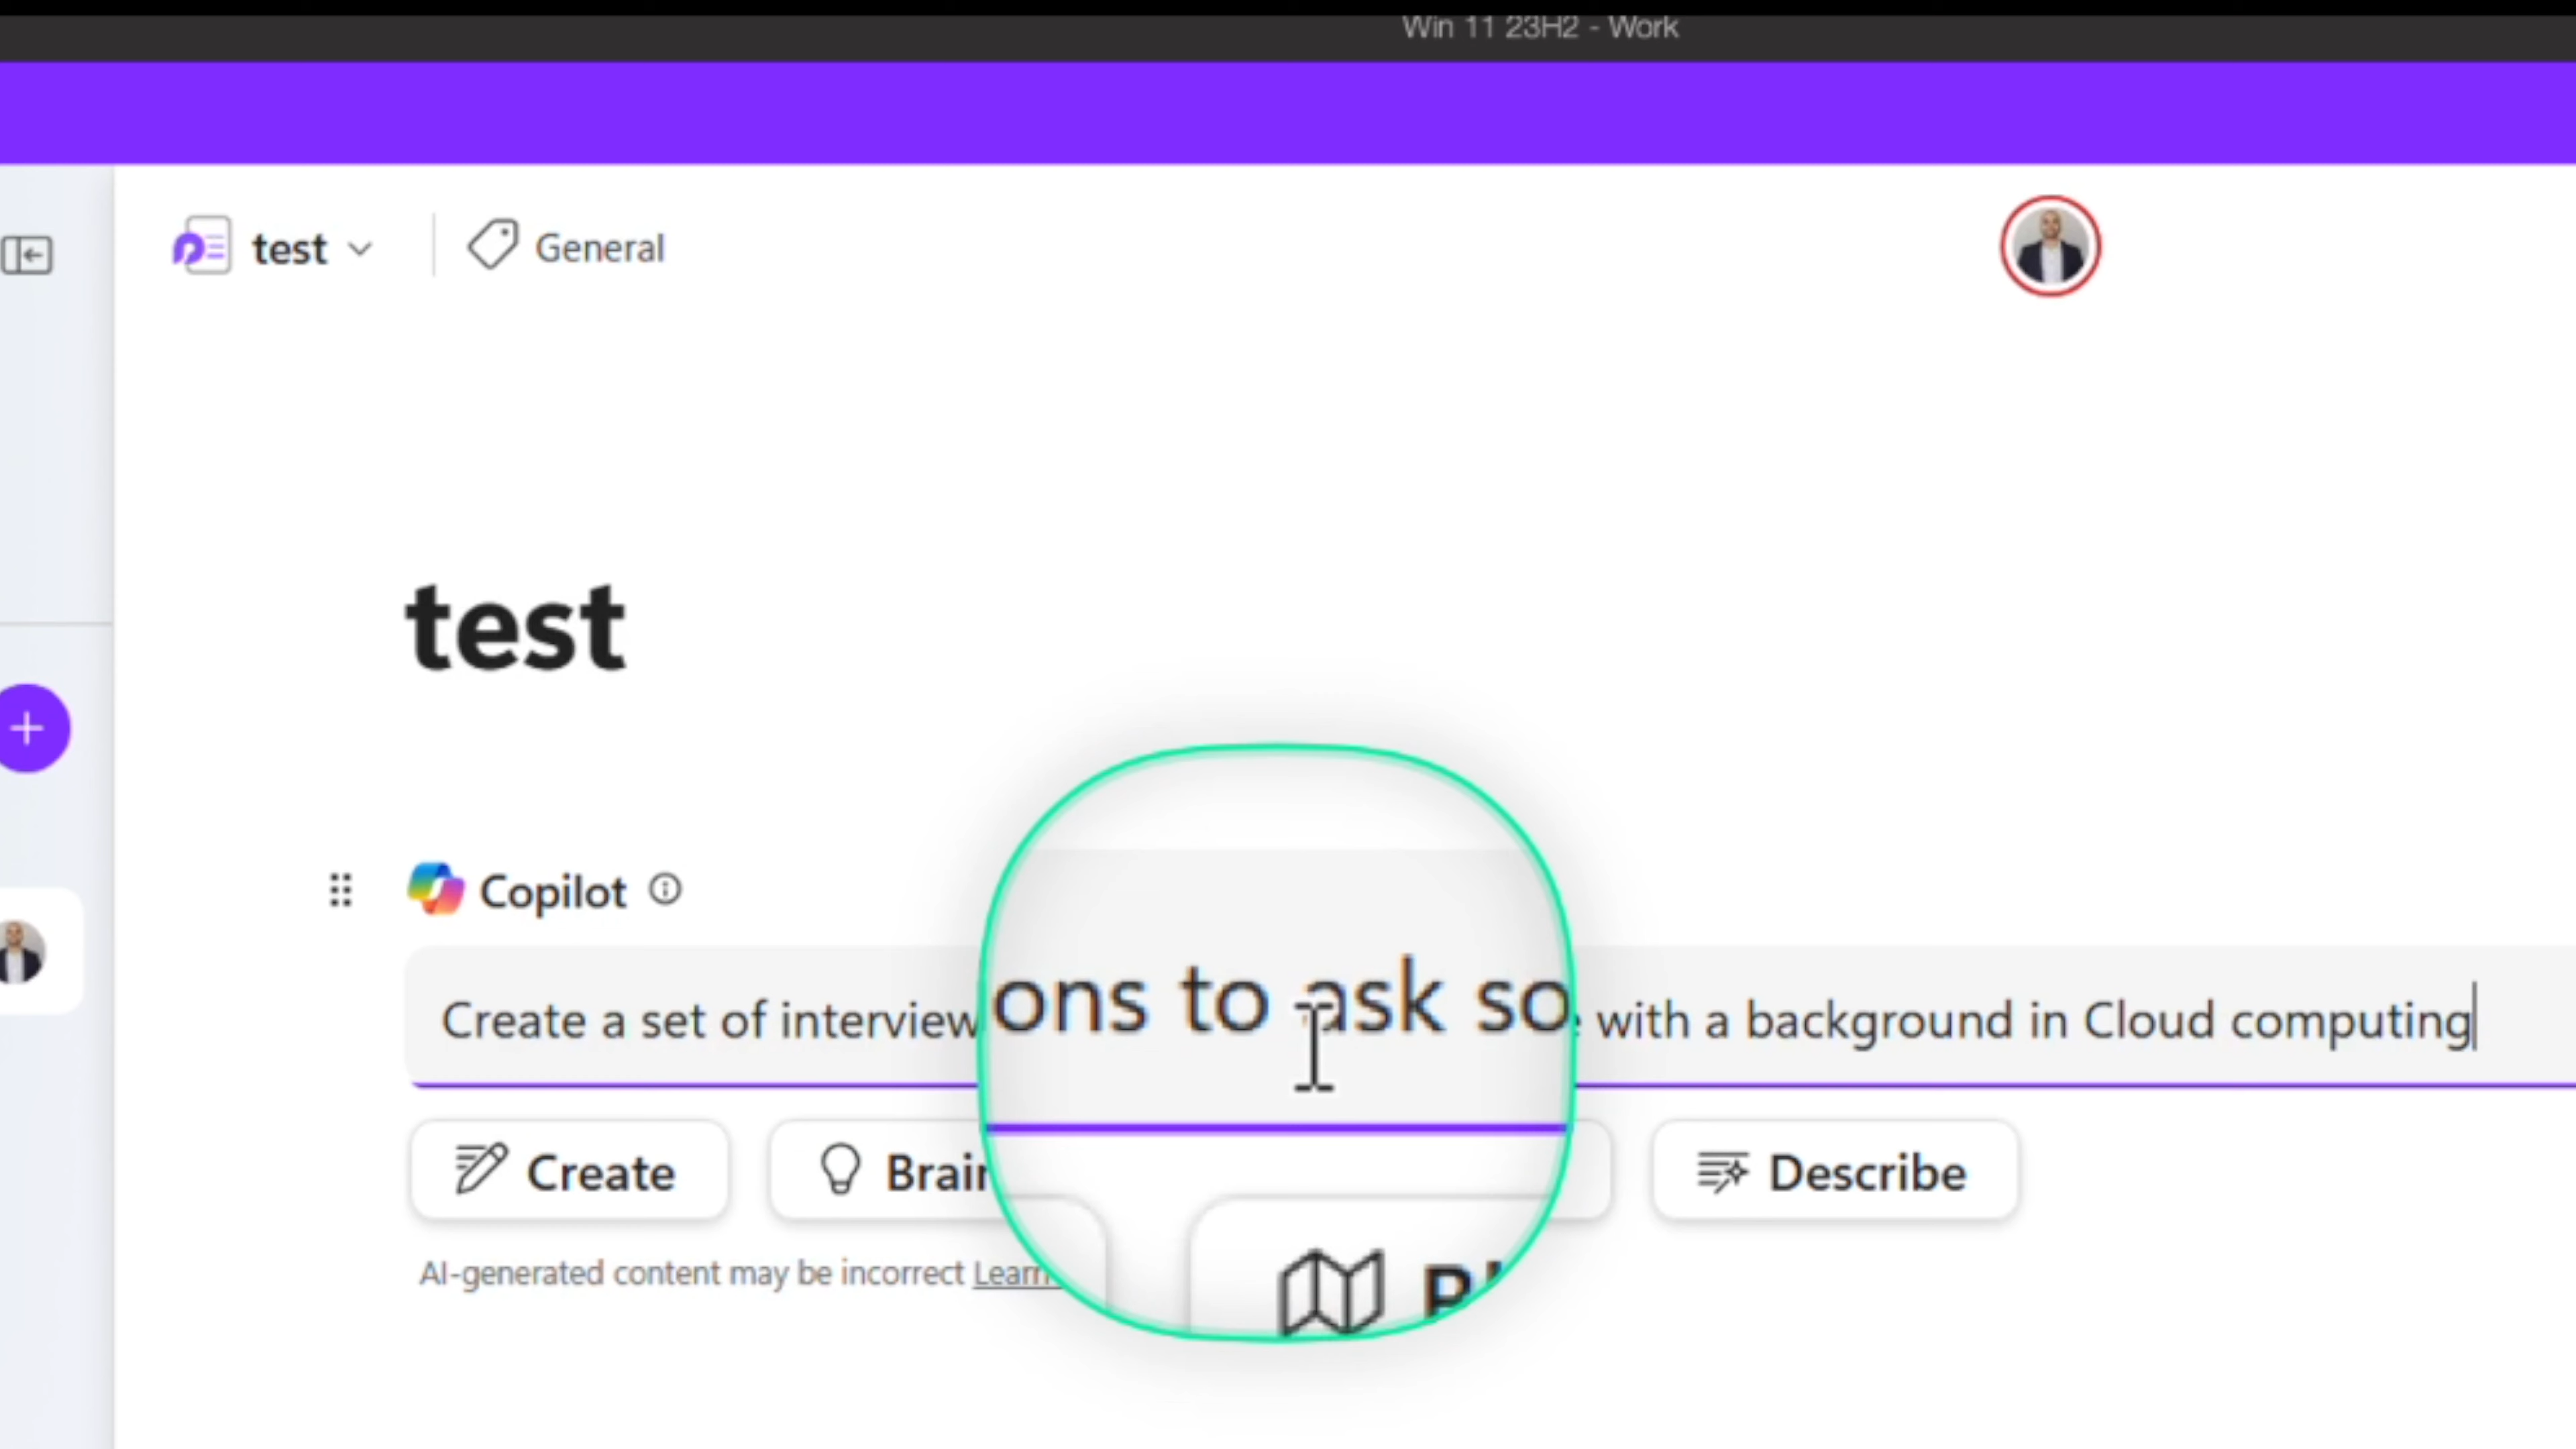 Win 11 23H2 - Work
test
General
test
Copilot
Create a set of interview ons to ask so with a background in Cloud computing
Create
Describe
AI-generated content may be incorrect Learn